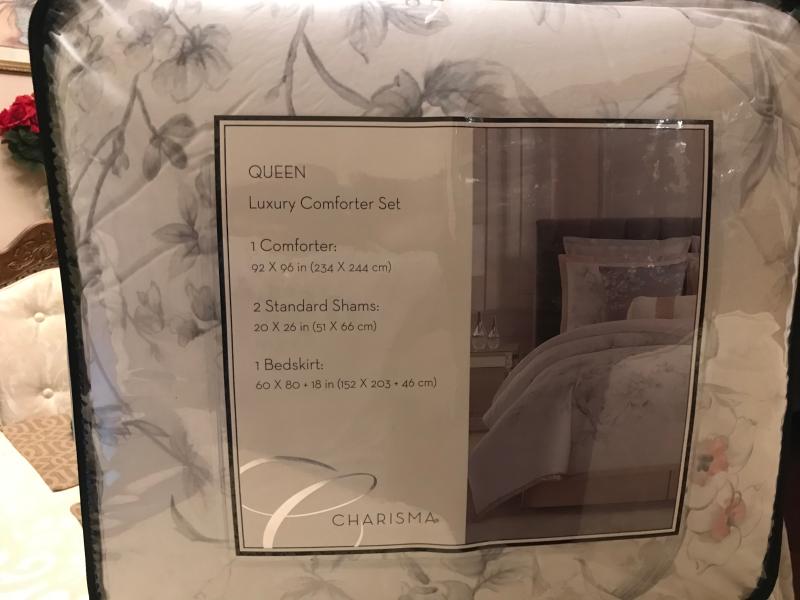 QUEEN
Luxury Comforter Set
1 Comforter:
92 X 96 in (234 X 244 cm)
2 Standard Shams:
20 X 26 in (51 X 66 cm)
1 Bedskirt:
60 X 80 + 18 in (152 X 203 + 46 cm)
CHARISMA